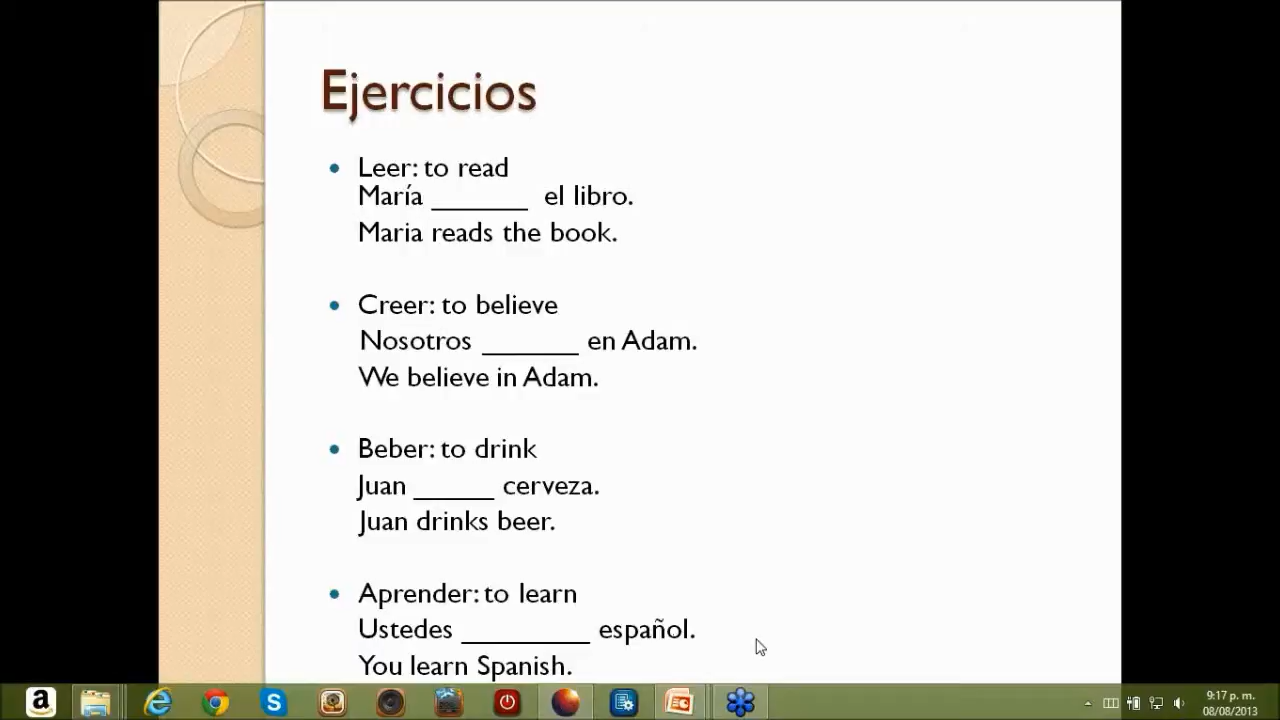 Ejercicios
Leer: to read
María _______ el libro.
Maria reads the book.
Creer: to believe
Nosotros _______ en Adam.
We believe in Adam.
Beber: to drink
Juan ______ cerveza.
Juan drinks beer.
Aprender: to learn
Ustedes _________ español.
You learn Spanish.
9:17 p. m.
08/08/2013